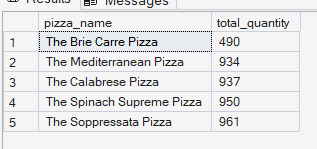 Results Messages
pizza_name total_quantity
1 The Brie Carre Pizza 490
2 The Mediterranean Pizza 934
3 The Calabrese Pizza 937
4 The Spinach Supreme Pizza 950
5 The Soppressata Pizza 961